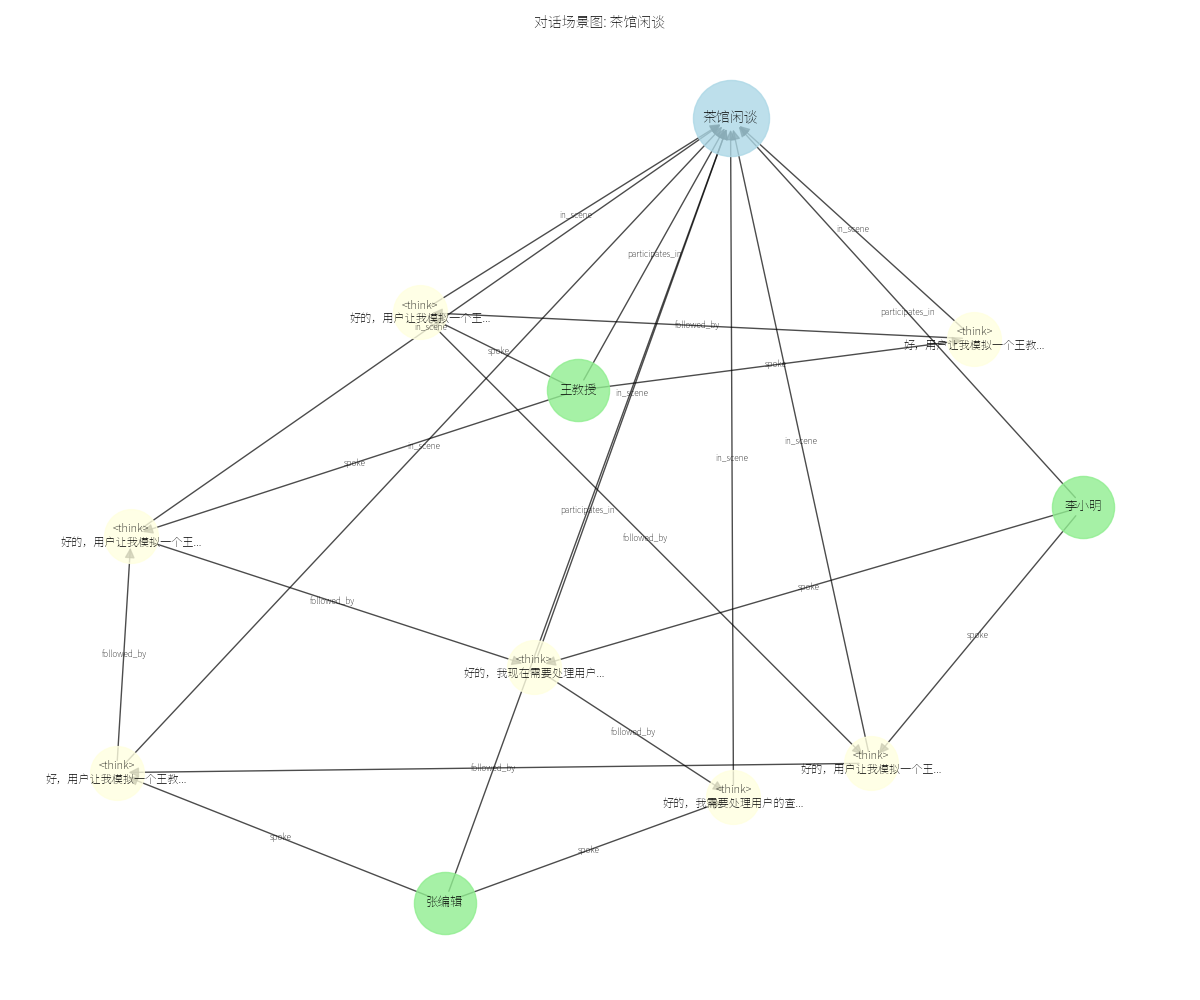 对话场景图: 茶馆闲谈
茶馆闲谈
in_scene
in_scene
participates_in
<think>
好的，用户让我模拟一个王...
in_scene
followed_by
participates_in
<think>
好，用户让我模拟一个王教...
spoke
spoke
王教授
in_scene
in_scene
in_scene
in_scene
spoke
李小明
participates_in
<think>
好的，用户让我模拟一个王...
followed_by
spoke
followed_by
spoke
followed_by
<think>
好的，我现在需要处理用户...
followed_by
<think>
好，用户让我模拟一个王教...
followed_by
<think>
好的，用户让我模拟一个王...
<think>
好的，我需要处理用户的查...
spoke
spoke
张编辑